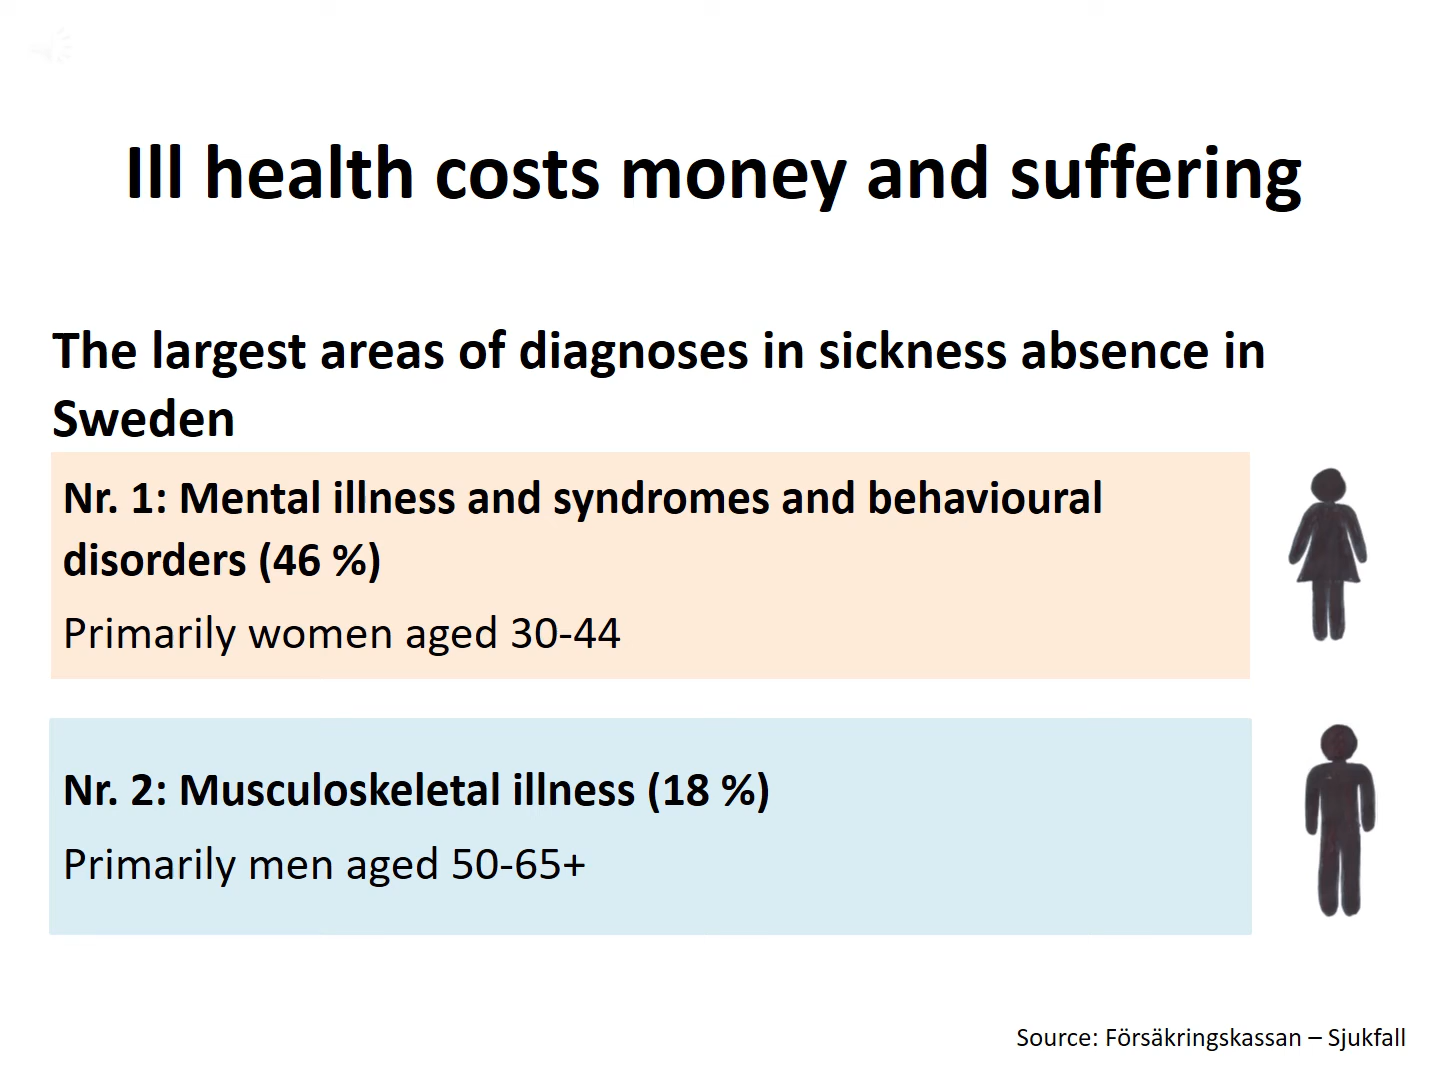 Ill health costs money and suffering
The largest areas of diagnoses in sickness absence in
Sweden
Nr. 1: Mental illness and syndromes and behavioural
disorders (46 %)
Primarily women aged 30-44
Nr. 2: Musculoskeletal illness (18 %)
Primarily men aged 50-65+
Source: Försäkringskassan – Sjukfall